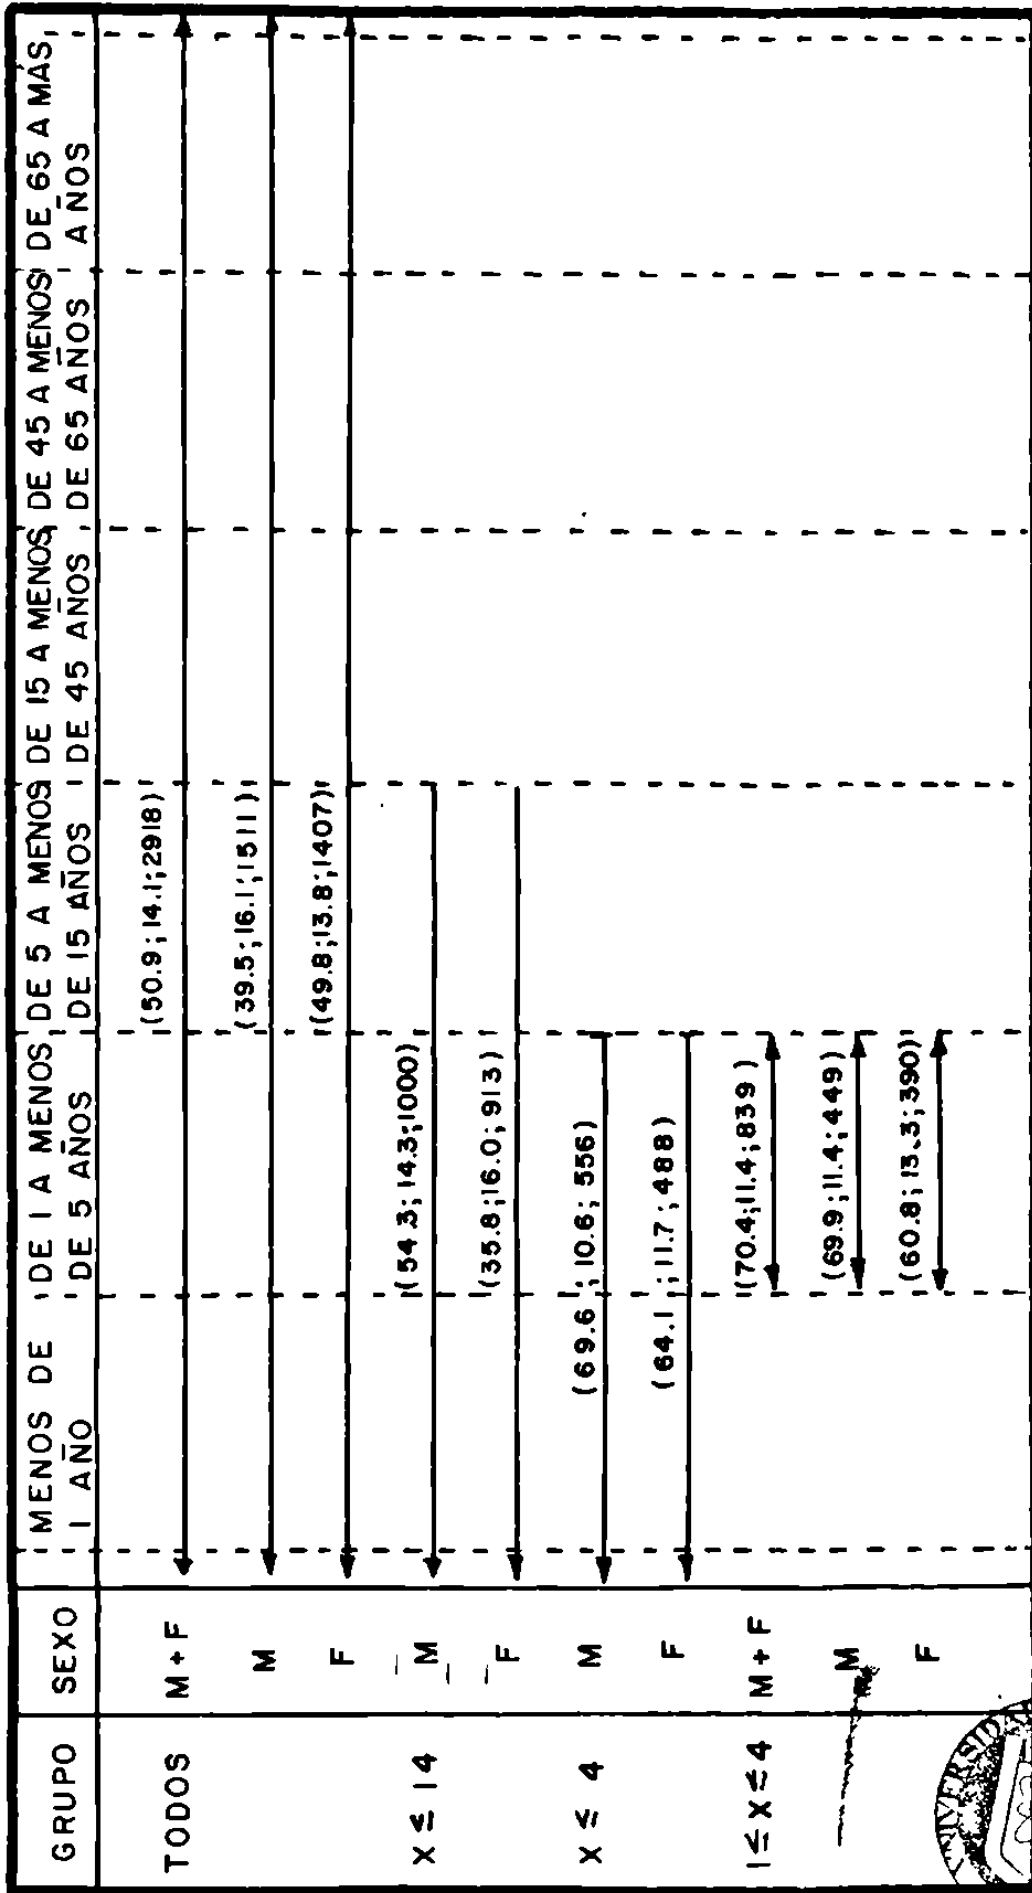 GRUPO SEXO MENOS DE 1 AÑO DE 1 A MENOS DE 5 AÑOS DE 5 A MENOS DE 15 AÑOS DE 15 A MENOS DE 45 AÑOS DE 45 A MENOS DE 65 AÑOS DE 65 A MÁS AÑOS
TODOS M + F (50.9; 14.1; 2918)
M (39.5; 16.1; 1511)
F (49.8; 13.8; 1407)
X ≤ 14 M (54.3; 14.3; 1000)
F (35.8; 16.0; 913)
X ≤ 4 M (69.6; 10.6; 556)
F (64.1; 11.7; 488)
1 ≤ X ≤ 4 M + F (70.4; 11.4; 839)
M (69.9; 11.4; 449)
F (60.8; 13.3; 390)